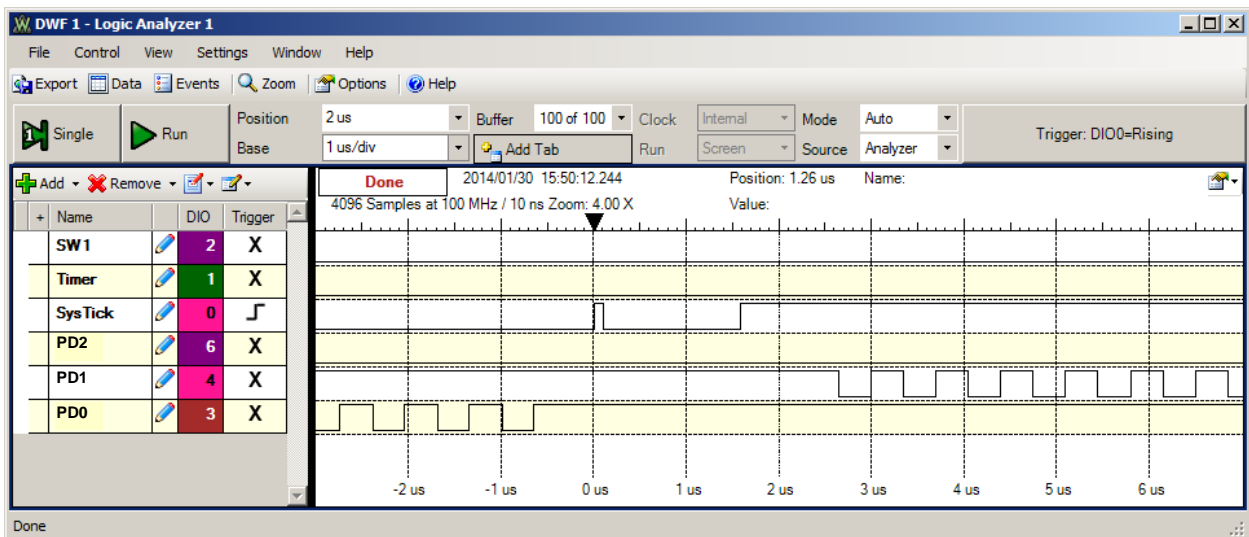 DWF 1 - Logic Analyzer 1
File Control View Settings Window Help
Export Data Events Zoom Options Help
Single Run Position 2 us Buffer 100 of 100 Clock Internal Mode Auto Trigger: DIO0=Rising
Base 1 us/div Add Tab Run Screen Source Analyzer
Add Remove Done 2014/01/30 15:50:12.244 Position: 1.26 us Name:
4096 Samples at 100 MHz / 10 ns Zoom: 4.00 X Value:
+ Name DIO Trigger
SW1 2 X
Timer 1 X
SysTick 0
PD2 6 X
PD1 4 X
PD0 3 X
-2 us -1 us 0 us 1 us 2 us 3 us 4 us 5 us 6 us
Done